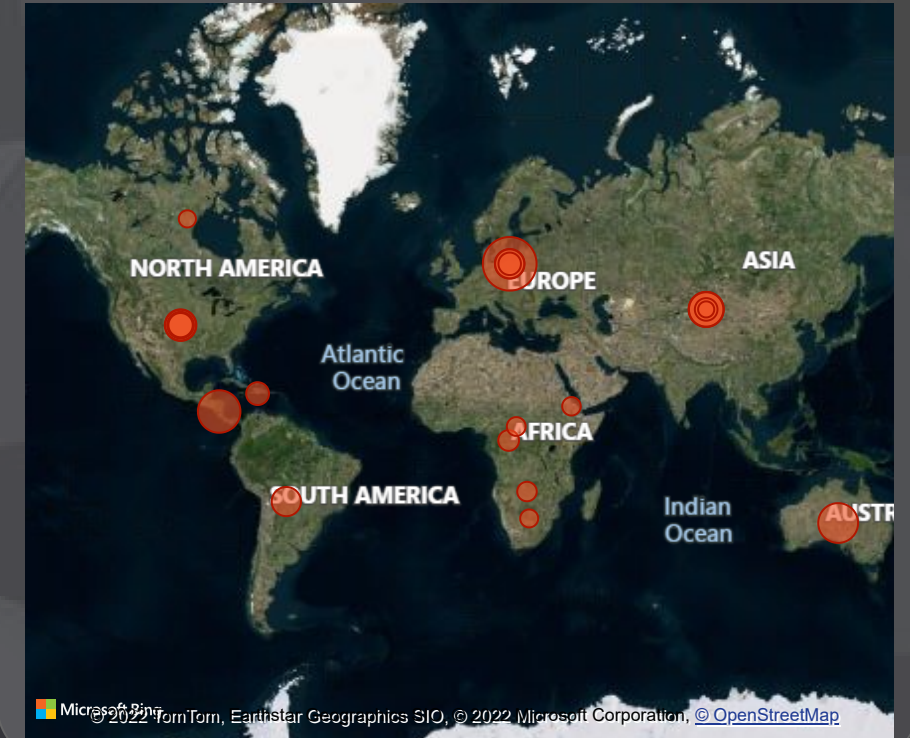 NORTH AMERICA
EUROPE
ASIA
Atlantic
Ocean
AFRICA
SOUTH AMERICA
Indian
Ocean
AUSTR
Microsoft Bing
© 2022 TomTom, Earthstar Geographics SIO, © 2022 Microsoft Corporation, © OpenStreetMap